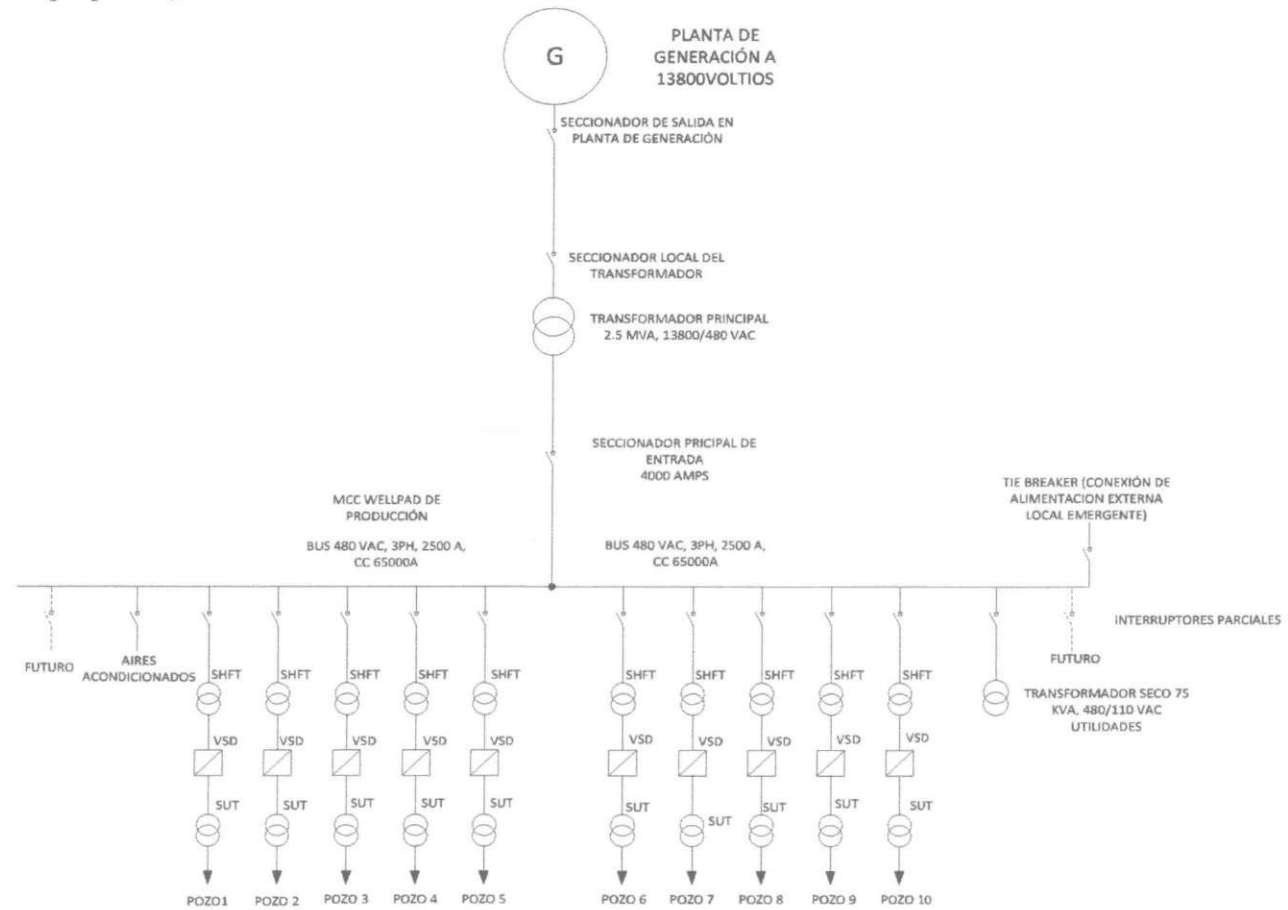 G
PLANTA DE
GENERACIÓN A
13800VOLTIOS
SECCIONADOR DE SALIDA EN
PLANTA DE GENERACIÓN
SECCIONADOR LOCAL DEL
TRANSFORMADOR
TRANSFORMADOR PRINCIPAL
2.5 MVA, 13800/480 VAC
SECCIONADOR PRICIPAL DE
ENTRADA
4000 AMPS
MCC WELLPAD DE
PRODUCCIÓN
BUS 480 VAC, 3PH, 2500 A,
CC 65000A
BUS 480 VAC, 3PH, 2500 A,
CC 65000A
TIE BREAKER (CONEXIÓN DE
ALIMENTACION EXTERNA
LOCAL EMERGENTE)
INTERRUPTORES PARCIALES
FUTURO
AIRES
ACONDICIONADOS
FUTURO
SHFT SHFT SHFT SHFT SHFT SHFT SHFT SHFT SHFT SHFT
TRANSFORMADOR SECO 75
KVA, 480/110 VAC
UTILIDADES
VSD VSD VSD VSD VSD VSD VSD VSD VSD VSD
SUT SUT SUT SUT SUT SUT SUT SUT SUT SUT
POZO1 POZO 2 POZO 3 POZO 4 POZO 5 POZO 6 POZO 7 POZO 8 POZO 9 POZO 10